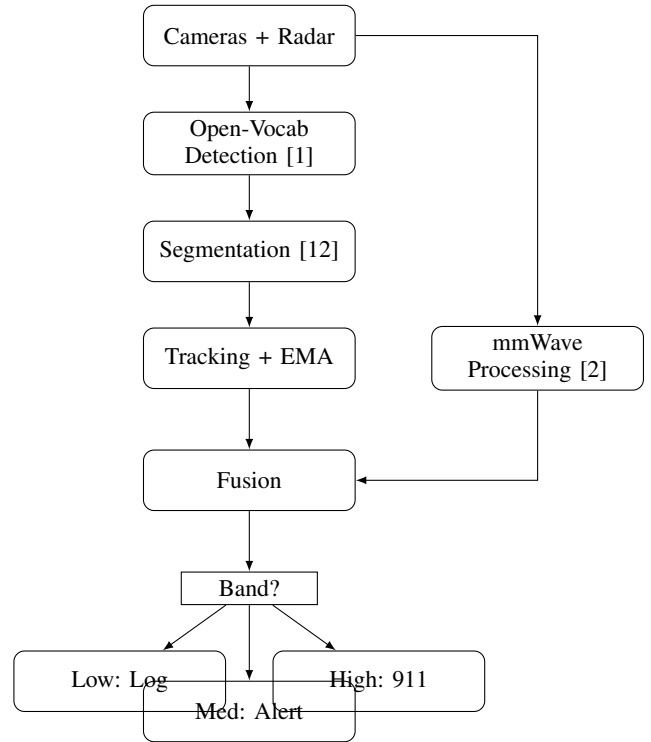 Cameras + Radar
Open-Vocab
Detection [1]
Segmentation [12]
Tracking + EMA
mmWave
Processing [2]
Fusion
Band?
Low: Log
High: 911
Med: Alert